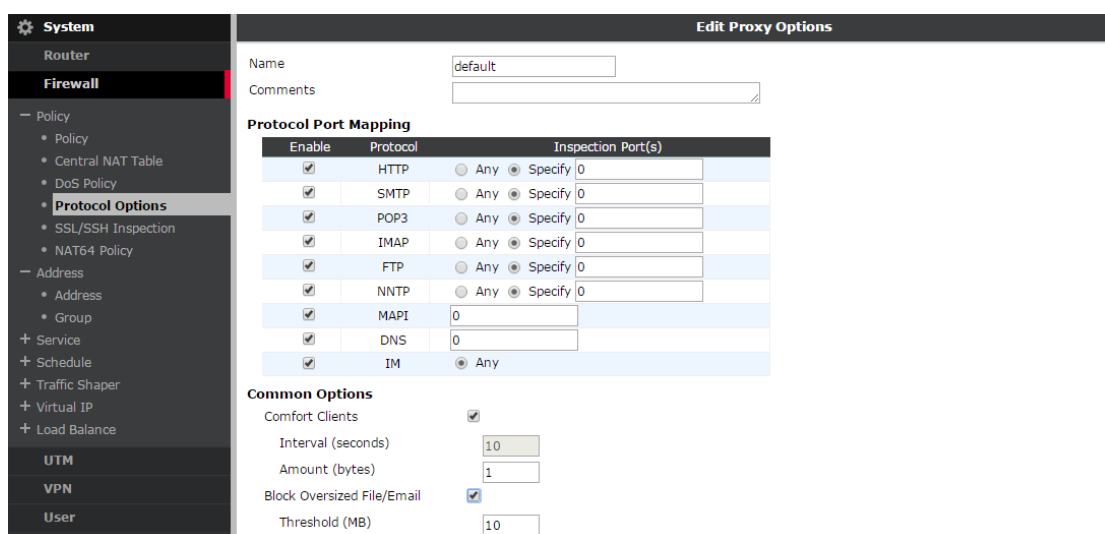 System
Router
Firewall
Policy
Policy
Central NAT Table
DoS Policy
Protocol Options
SSL/SSH Inspection
NAT64 Policy
Address
Address
Group
Service
Schedule
Traffic Shaper
Virtual IP
Load Balance
UTM
VPN
User
Edit Proxy Options
Name default
Comments
Protocol Port Mapping
Enable Protocol Inspection Port(s)
HTTP Any Specify 0
SMTP Any Specify 0
POP3 Any Specify 0
IMAP Any Specify 0
FTP Any Specify 0
NNTP Any Specify 0
MAPI 0
DNS 0
IM Any
Common Options
Comfort Clients
Interval (seconds) 10
Amount (bytes) 1
Block Oversized File/Email
Threshold (MB) 10